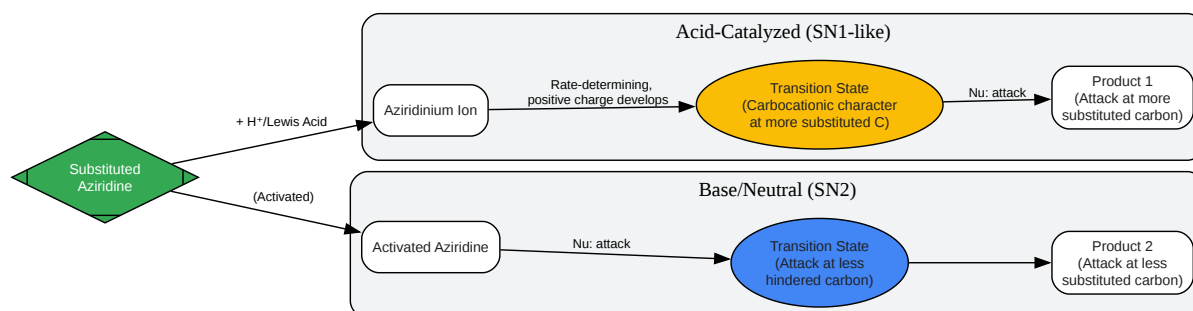 Acid-Catalyzed (SN1-like)
Rate-determining,
positive charge develops
Aziridinium Ion
Transition State
(Carbocationic character
at more substituted C)
Nu: attack
Product 1
(Attack at more
substituted carbon)
+ H⁺/Lewis Acid
Substituted
Aziridine
(Activated)
Base/Neutral (SN2)
Activated Aziridine
Nu: attack
Transition State
(Attack at less
hindered carbon)
Product 2
(Attack at less
substituted carbon)